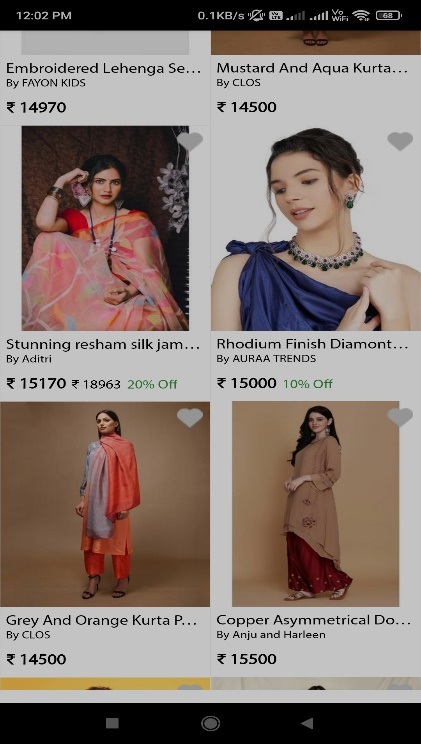 12:02 PM 0.1KB/s Vo WiFi 68
Embroidered Lehenga Se... Mustard And Aqua Kurta...
By FAYON KIDS By CLOS
₹ 14970 ₹ 14500
Stunning resham silk jam... Rhodium Finish Diamont...
By Aditri By AURAA TRENDS
₹ 15170 ₹ 18963 20% Off ₹ 15000 10% Off
Grey And Orange Kurta P... Copper Asymmetrical Do...
By CLOS By Anju and Harleen
₹ 14500 ₹ 15500